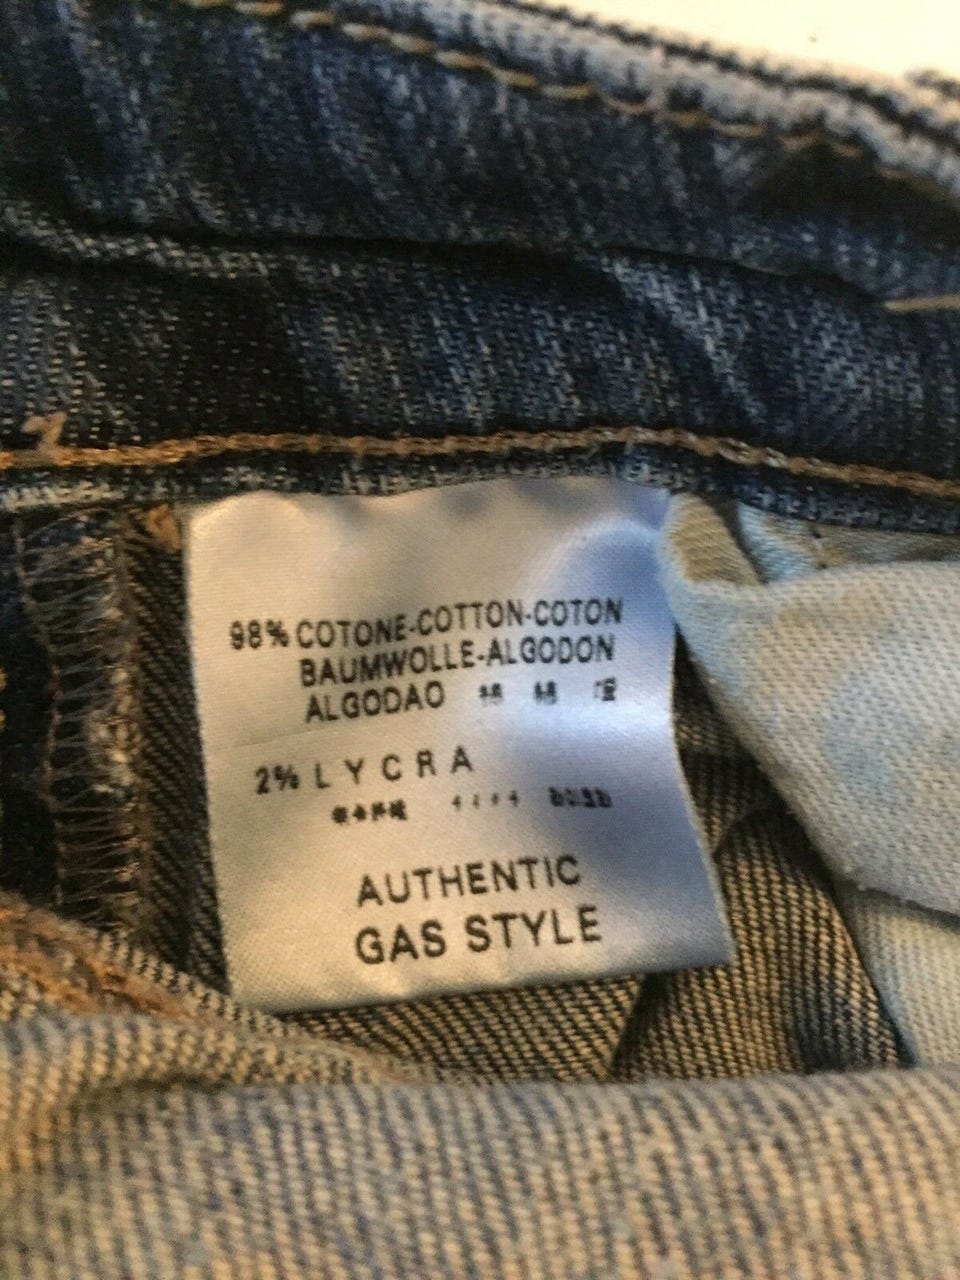 98% COTONE-COTTON-COTON
BAUMWOLLE-ALGODON
ALGODAO
2% LYCRA
AUTHENTIC
GAS STYLE